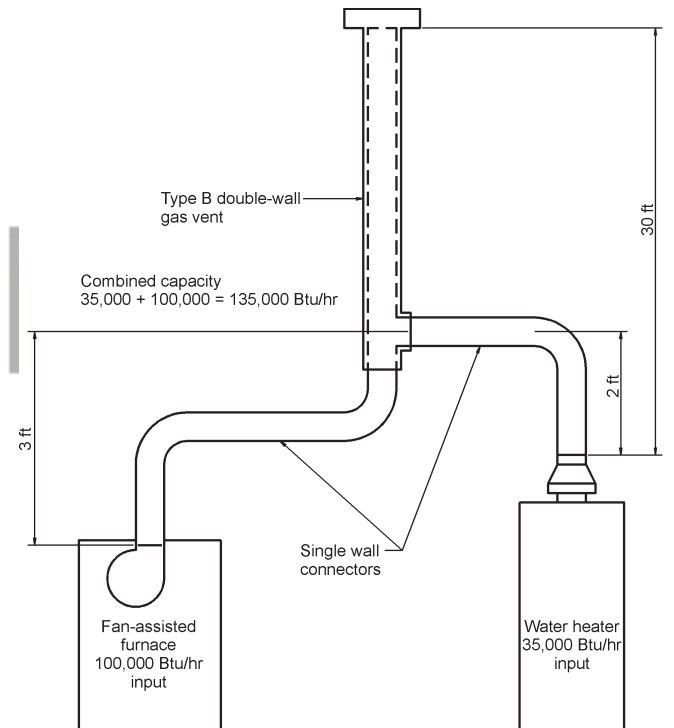 Type B double-wall
gas vent
30 ft
Combined capacity
35,000 + 100,000 = 135,000 Btu/hr
2 ft
3 ft
Single wall
connectors
Fan-assisted
furnace
100,000 Btu/hr
input
Water heater
35,000 Btu/hr
input